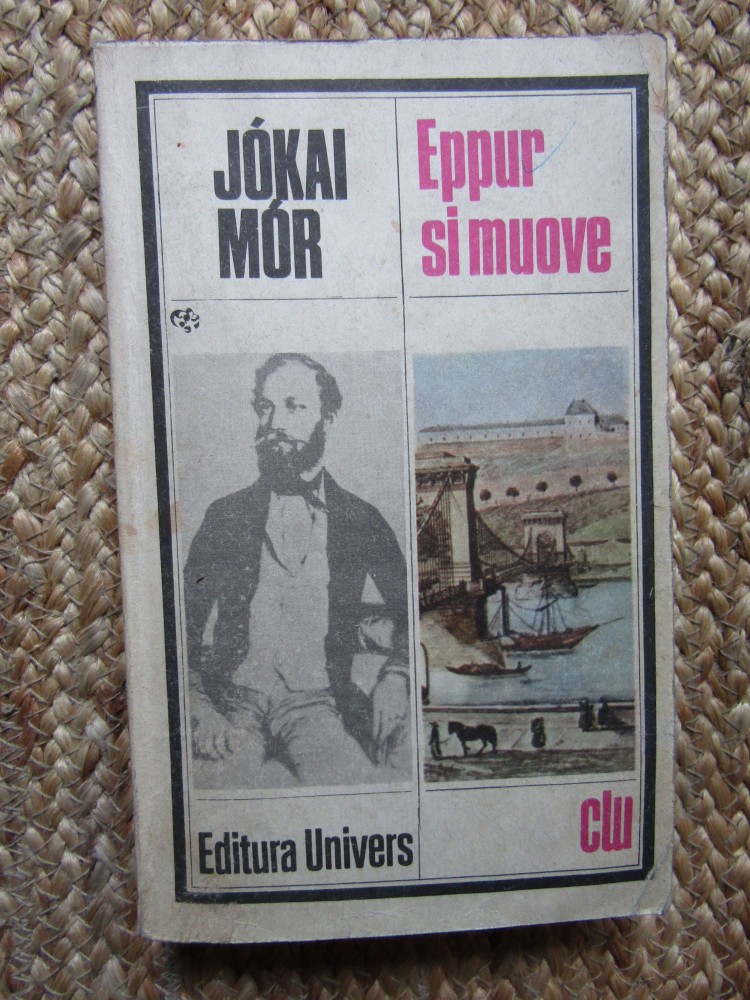 JÓKAI
MÓR
Eppur
si muove
Editura Univers
clu